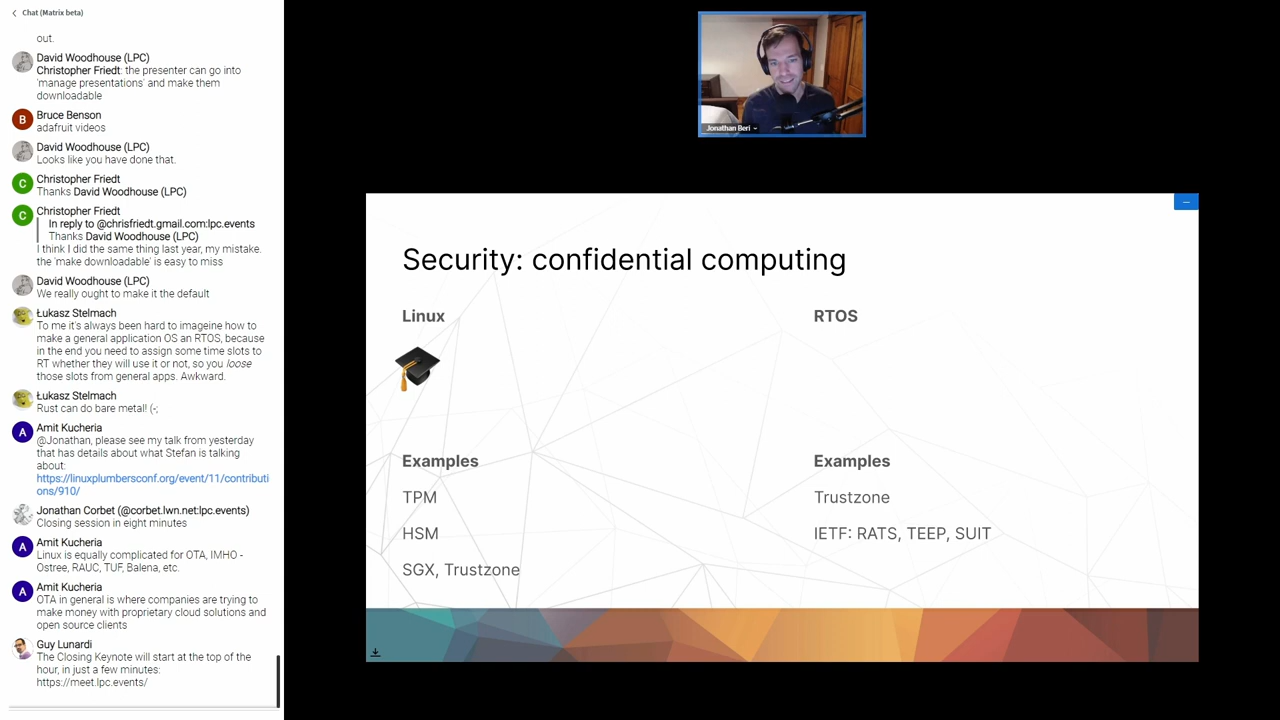 Chat (Matrix beta)
out.
David Woodhouse (LPC)
Christopher Friedt: the presenter can go into
'manage presentations' and make them
downloadable
B
Bruce Benson
adafruit videos
David Woodhouse (LPC)
Looks like you have done that.
C
Christopher Friedt
Thanks David Woodhouse (LPC)
C
Christopher Friedt
In reply to @chrisfriedt.gmail.com:lpc.events
Thanks David Woodhouse (LPC)
I think I did the same thing last year, my mistake.
the 'make downloadable' is easy to miss
David Woodhouse (LPC)
We really ought to make it the default
Łukasz Stelmach
To me it's always been hard to imageine how to
make a general application OS an RTOS, because
in the end you need to assign some time slots to
RT whether they will use it or not, so you loose
those slots from general apps. Awkward.
Łukasz Stelmach
Rust can do bare metal! (-;
A
Amit Kucheria
@Jonathan, please see my talk from yesterday
that has details about what Stefan is talking
about:
https://linuxplumbersconf.org/event/11/contributi
ons/910/
Jonathan Corbet (@corbet.lwn.net:lpc.events)
Closing session in eight minutes
A
Amit Kucheria
Linux is equally complicated for OTA, IMHO -
Ostree, RAUC, TUF, Balena, etc.
A
Amit Kucheria
OTA in general is where companies are trying to
make money with proprietary cloud solutions and
open source clients
Guy Lunardi
The Closing Keynote will start at the top of the
hour, in just a few minutes:
https://meet.lpc.events/
Jonathan Beri
Security: confidential computing
Linux
Examples
TPM
HSM
SGX, Trustzone
RTOS
Examples
Trustzone
IETF: RATS, TEEP, SUIT